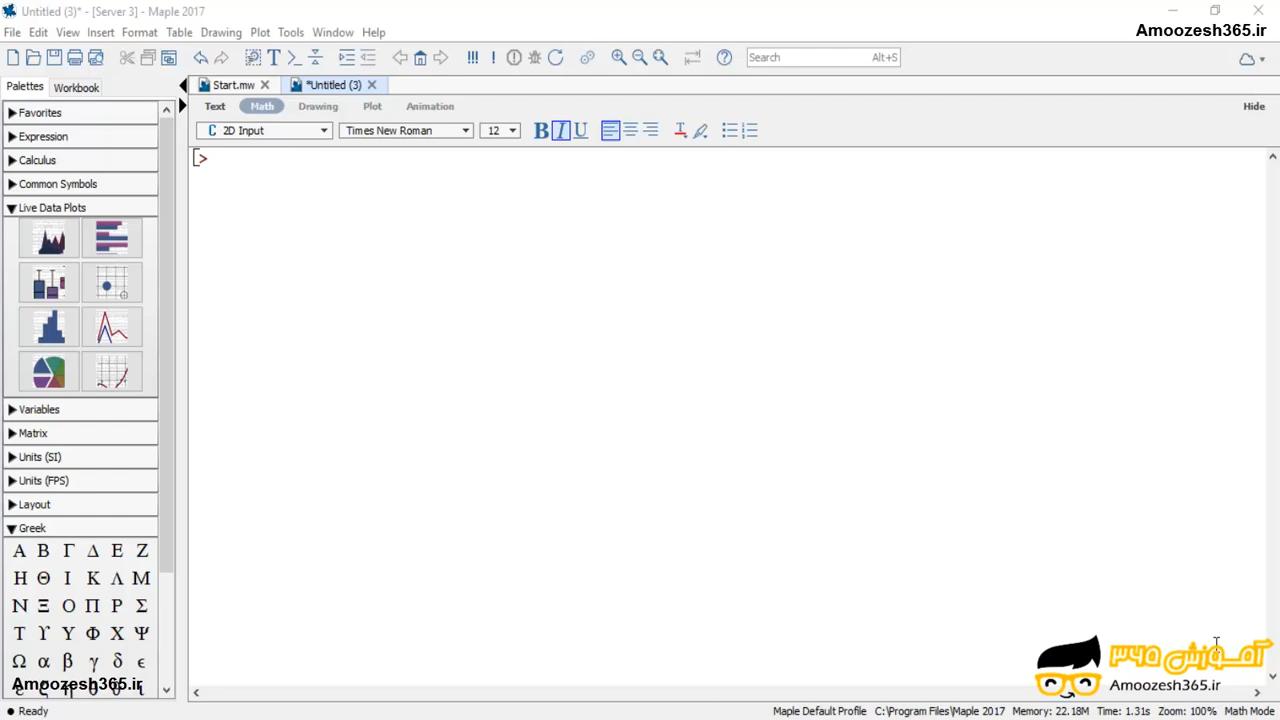 Untitled (3)* - [Server 3] - Maple 2017
File Edit View Insert Format Table Drawing Plot Tools Window Help
Amoozesh365.ir
Search Alt+S
Palettes Workbook
Start.mw *Untitled (3)
Text Math Drawing Plot Animation Hide
C 2D Input Times New Roman 12 B I U
Favorites
Expression
Calculus
Common Symbols
Live Data Plots
Variables
Matrix
Units (SI)
Units (FPS)
Layout
Greek
Α Β Γ Δ Ε Ζ
Η Θ Ι Κ Λ Μ
Ν Ξ Ο Π Ρ Σ
Τ ϒ Υ Φ Χ Ψ
Ω α β γ δ ϵ
Amoozesh365.ir
آموزش ۳۶۵
Amoozesh365.ir
Ready
Maple Default Profile C:\Program Files\Maple 2017 Memory: 22.18M Time: 1.31s Zoom: 100% Math Mode